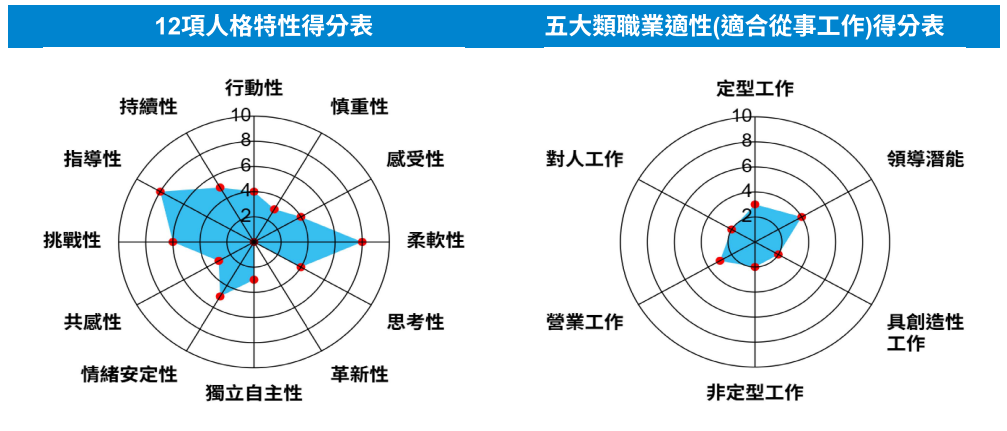 12項人格特性得分表
行動性
慎重性
感受性
柔軟性
思考性
革新性
獨立自主性
情緒安定性
共感性
挑戰性
指導性
持續性
10
8
6
4
2
五大類職業適性(適合從事工作)得分表
定型工作
領導潛能
具創造性
工作
非定型工作
營業工作
對人工作
10
8
6
4
2